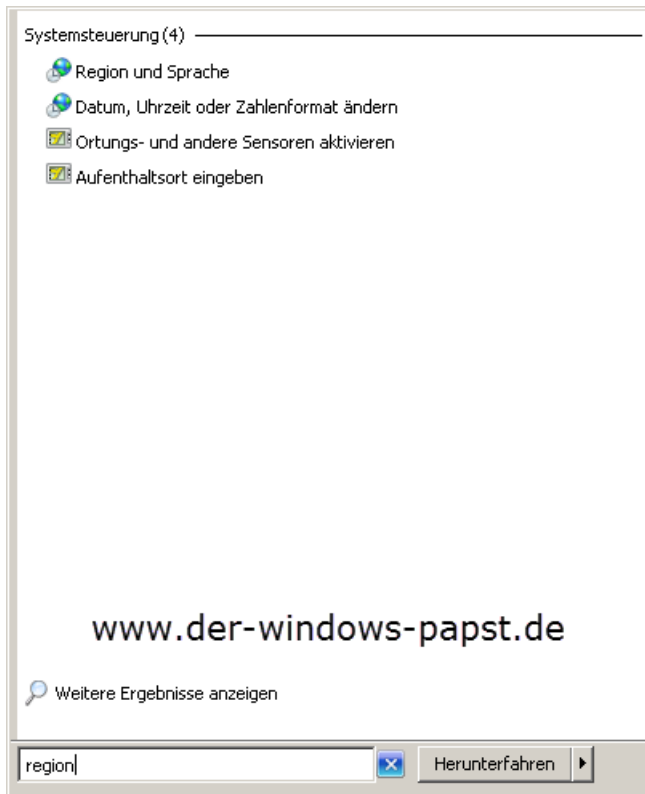 Systemsteuerung (4)
Region und Sprache
Datum, Uhrzeit oder Zahlenformat ändern
Ortungs- und andere Sensoren aktivieren
Aufenthaltsort eingeben
www.der-windows-papst.de
Weitere Ergebnisse anzeigen
region
Herunterfahren